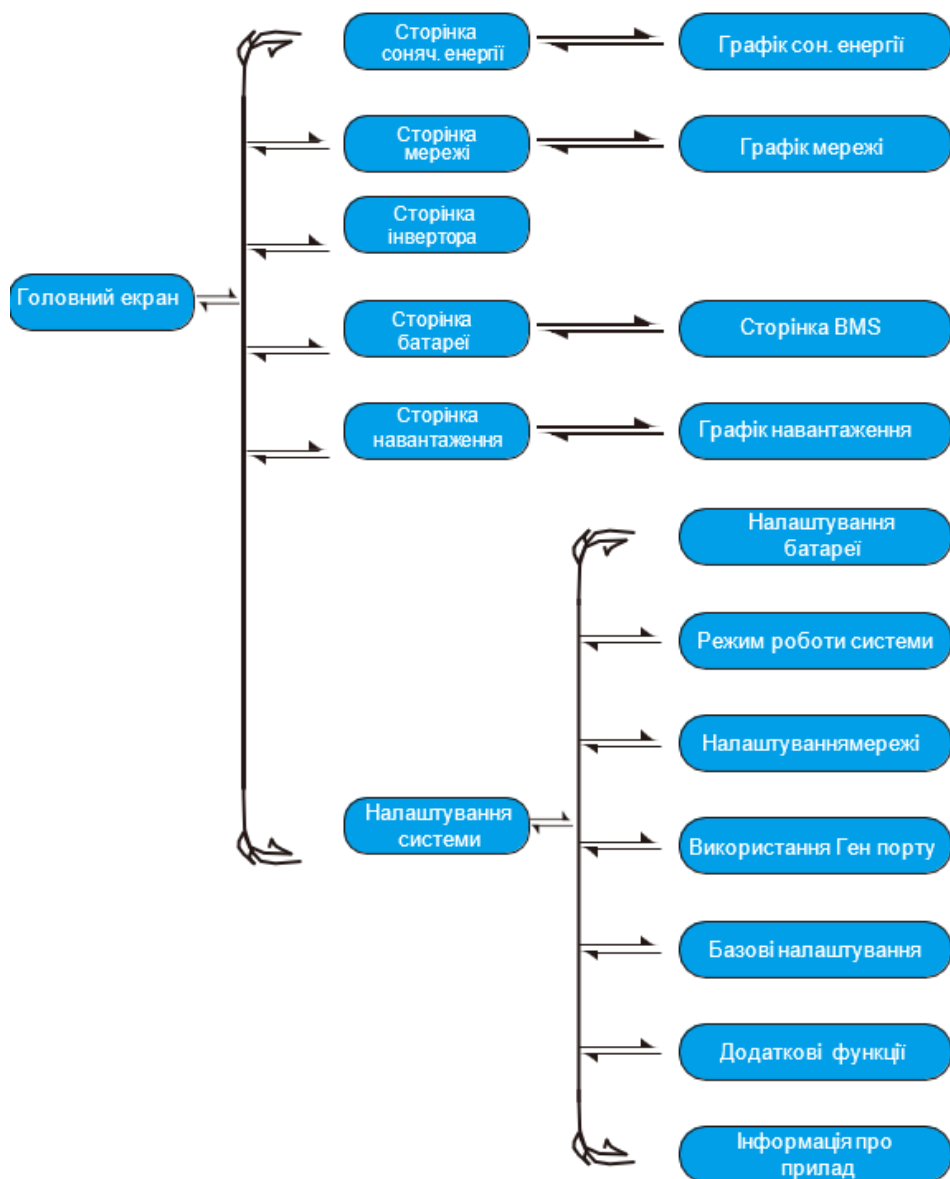 Сторінка
соняч. енергії
Графік сон. енергії
Сторінка
мережі
Графік мережі
Сторінка
інвертора
Головний екран
Сторінка
батареї
Сторінка BMS
Сторінка
навантаження
Графік навантаження
Налаштування
батареї
Режим роботи системи
Налаштуваннямережі
Налаштування
системи
Використання Ген порту
Базові налаштування
Додаткові функції
Інформація про
прилад